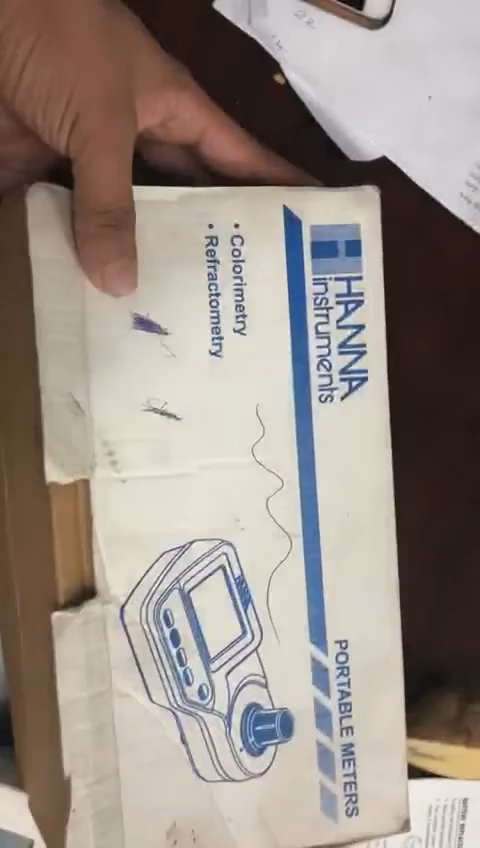 HANNA
instruments
PORTABLE METERS
• Colorimetry
• Refractometry